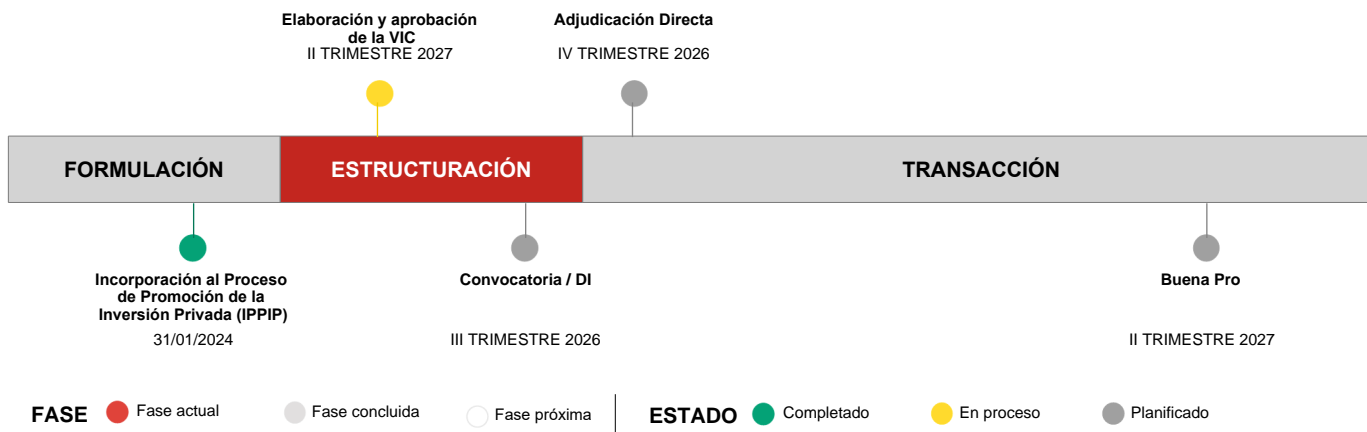 Elaboración y aprobación
de la VIC
II TRIMESTRE 2027
Adjudicación Directa
IV TRIMESTRE 2026
FORMULACIÓN
ESTRUCTURACIÓN
TRANSACCIÓN
Incorporación al Proceso
de Promoción de la
Inversión Privada (IPPIP)
31/01/2024
Convocatoria / DI
III TRIMESTRE 2026
Buena Pro
II TRIMESTRE 2027
FASE
Fase actual
Fase concluida
Fase próxima
ESTADO
Completado
En proceso
Planificado